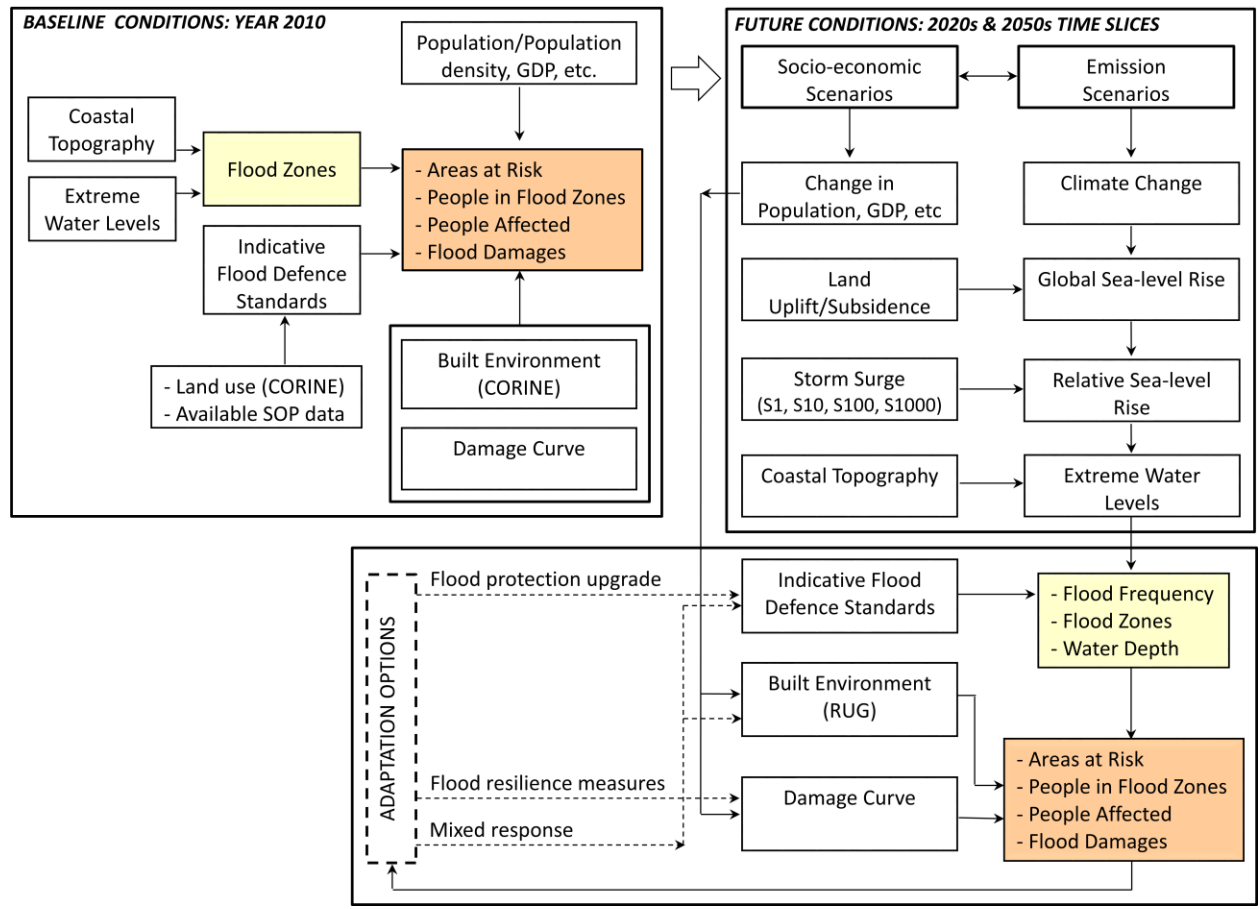 BASELINE CONDITIONS: YEAR 2010
Population/Population
density, GDP, etc.
Coastal
Topography
Flood Zones
Extreme
Water Levels
- Areas at Risk
- People in Flood Zones
- People Affected
- Flood Damages
Indicative
Flood Defence
Standards
- Land use (CORINE)
- Available SOP data
Built Environment
(CORINE)
Damage Curve
FUTURE CONDITIONS: 2020s & 2050s TIME SLICES
Socio-economic
Scenarios
Emission
Scenarios
Change in
Population, GDP, etc
Climate Change
Land
Uplift/Subsidence
Global Sea-level Rise
Storm Surge
(S1, S10, S100, S1000)
Relative Sea-level
Rise
Coastal Topography
Extreme Water
Levels
ADAPTATION OPTIONS
Flood protection upgrade
Flood resilience measures
Mixed response
Indicative Flood
Defence Standards
- Flood Frequency
- Flood Zones
- Water Depth
Built Environment
(RUG)
Damage Curve
- Areas at Risk
- People in Flood Zones
- People Affected
- Flood Damages